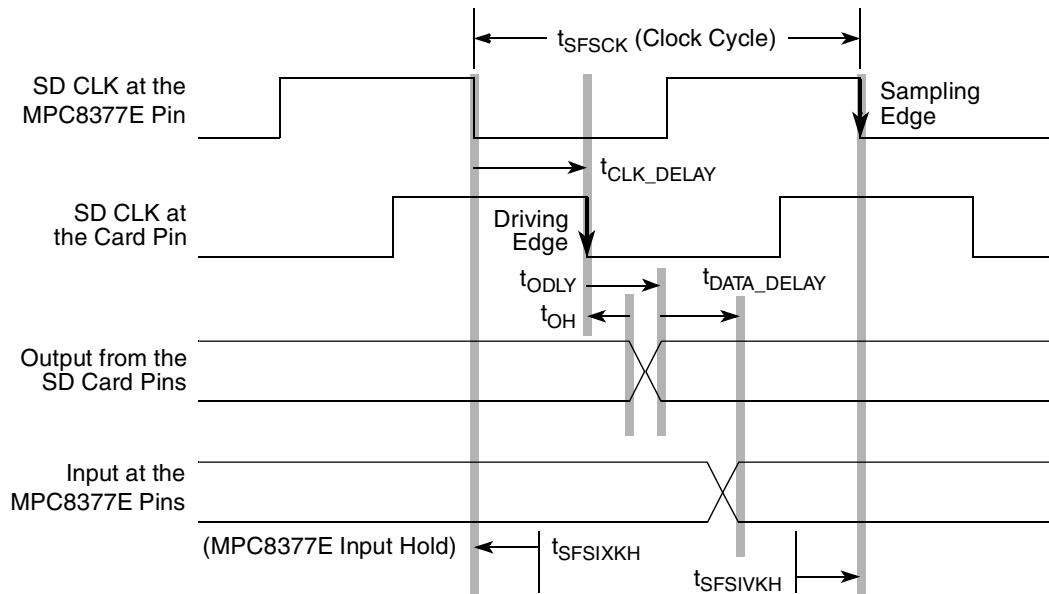 tSFSCK (Clock Cycle)
SD CLK at the
MPC8377E Pin
Sampling
Edge
tCLK_DELAY
SD CLK at
the Card Pin
Driving
Edge
tODLY
tDATA_DELAY
tOH
Output from the
SD Card Pins
Input at the
MPC8377E Pins
(MPC8377E Input Hold)
tSFSIXKH
tSFSIVKH